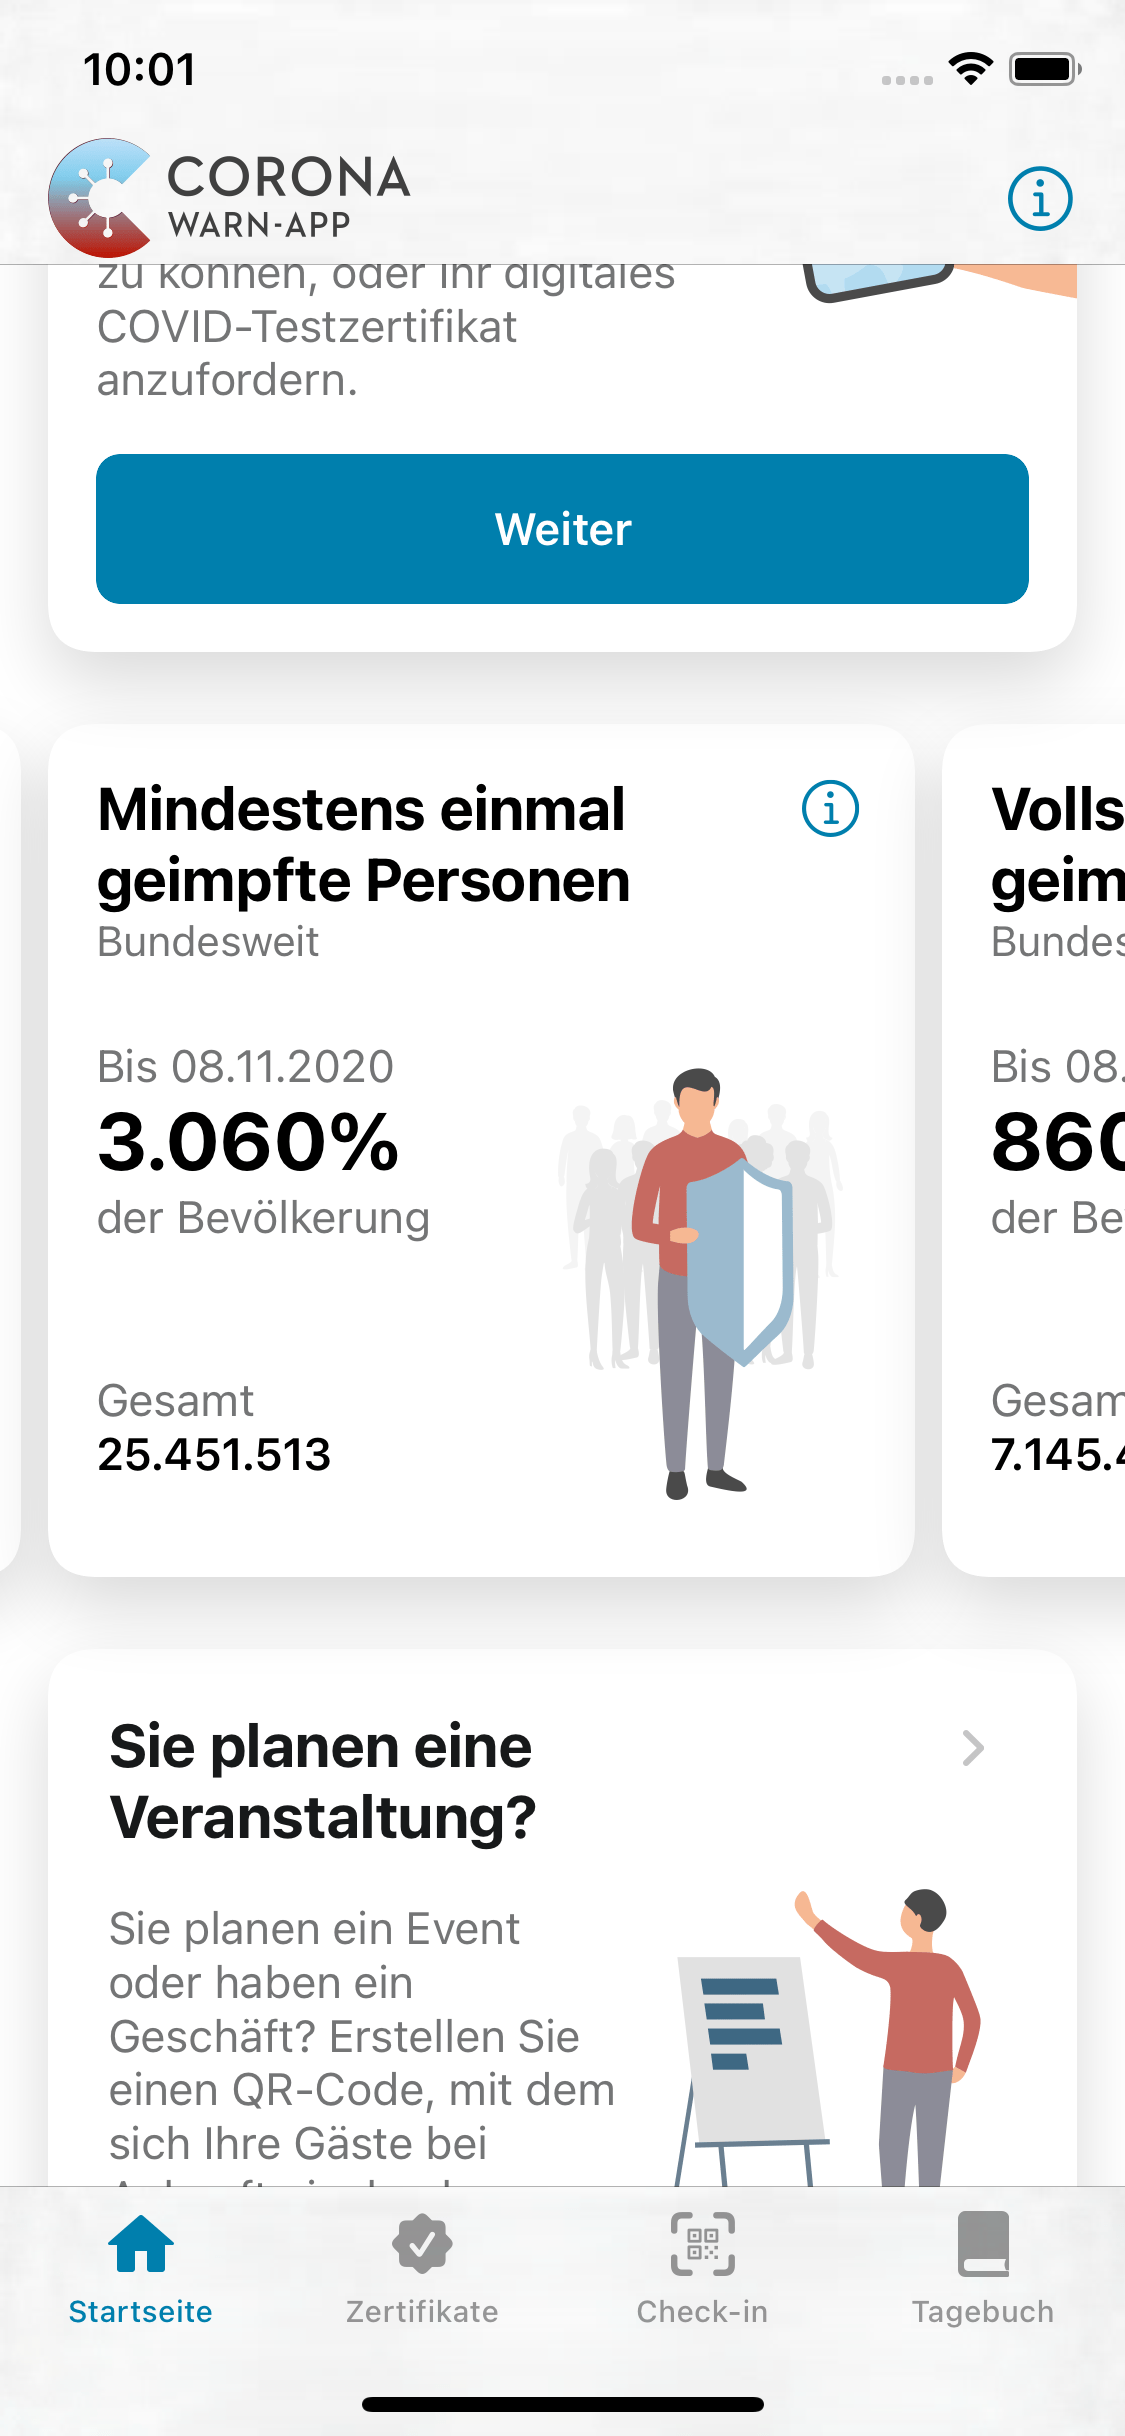 10:01
CORONA
WARN-APP
zu können, oder Ihr digitales
COVID-Testzertifikat
anzufordern.
Weiter
Mindestens einmal
geimpfte Personen
Bundesweit
Bis 08.11.2020
3.060%
der Bevölkerung
Gesamt
25.451.513
Volls
geim
Bundes
Bis 08.
860
der Be
Gesam
7.145.4
Sie planen eine
Veranstaltung?
Sie planen ein Event
oder haben ein
Geschäft? Erstellen Sie
einen QR-Code, mit dem
sich Ihre Gäste bei
Startseite
Zertifikate
Check-in
Tagebuch